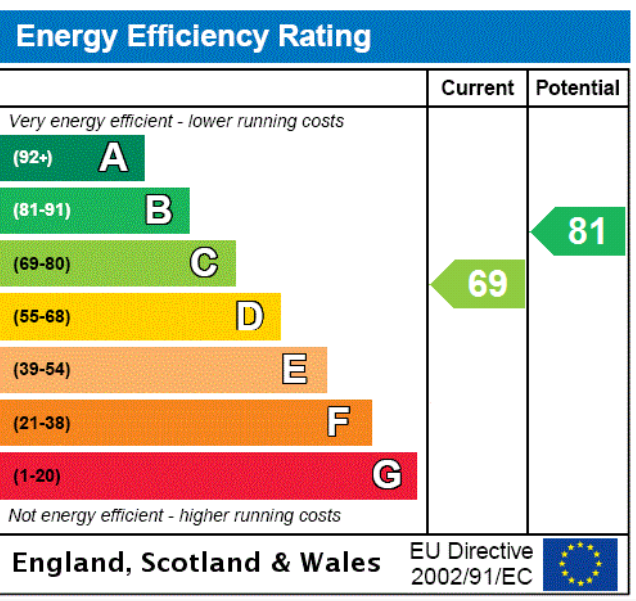 Energy Efficiency Rating
Current Potential
Very energy efficient - lower running costs
(92+) A
(81-91) B
81
(69-80) C
69
(55-68) D
(39-54) E
(21-38) F
(1-20) G
Not energy efficient - higher running costs
England, Scotland & Wales
EU Directive
2002/91/EC